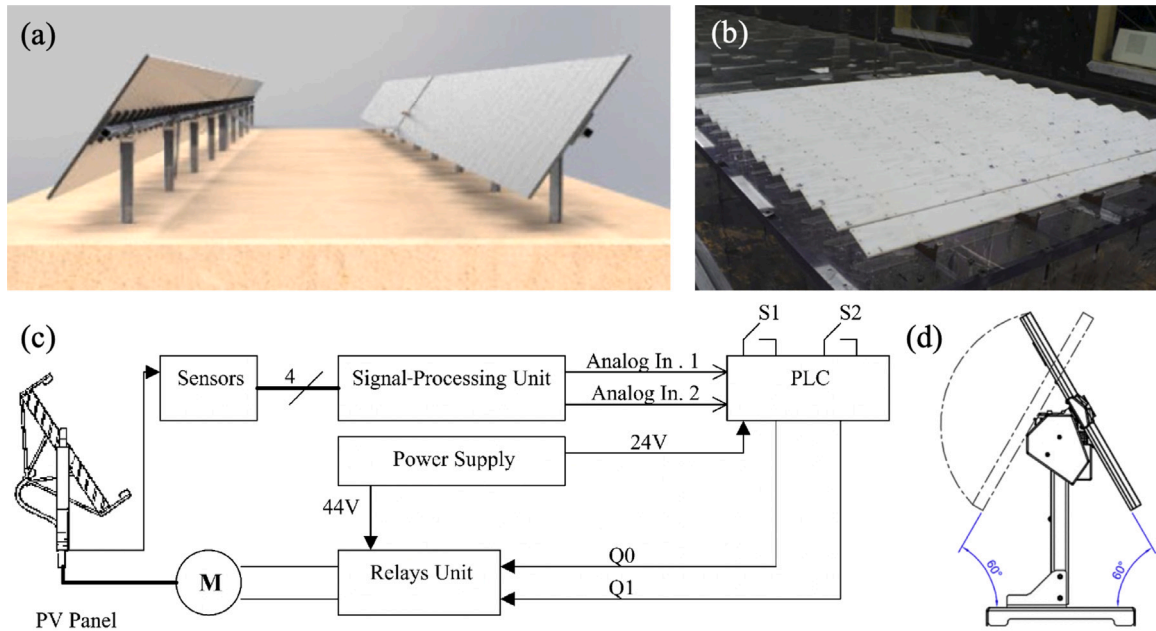 (a)
(b)
(c)
S1
S2
(d)
Sensors
4
Signal-Processing Unit
Analog In . 1
Analog In. 2
PLC
Power Supply
24V
44V
Relays Unit
Q0
Q1
M
PV Panel
60°
60°